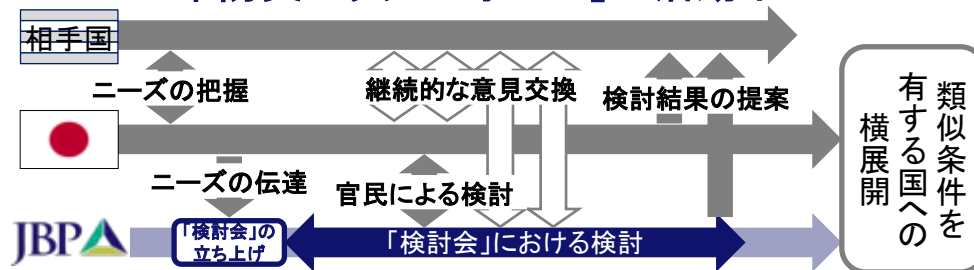 相手国
ニーズの把握
継続的な意見交換
検討結果の提案
ニーズの伝達
官民による検討
JBP
「検討会」の
立ち上げ
「検討会」における検討
類似条件を
有する国への
横展開